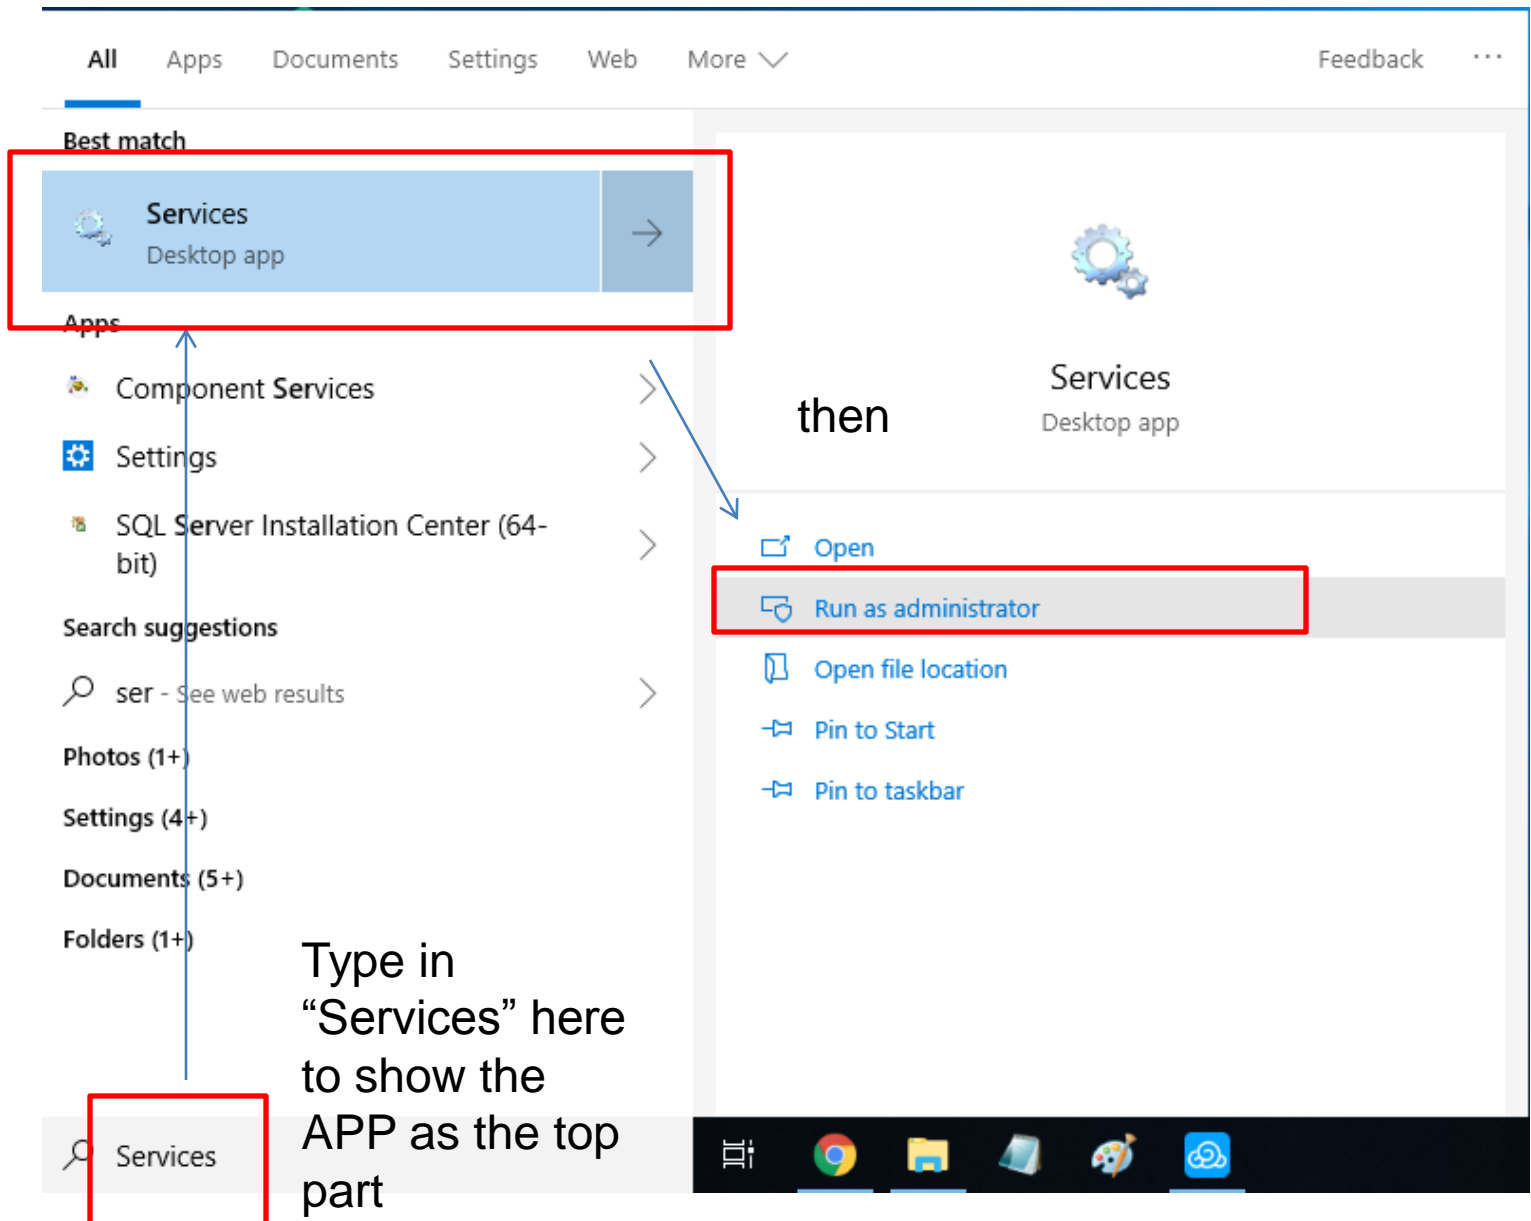 All Apps Documents Settings Web More Feedback ...
Best match
Services
Desktop app
Apps
Component Services
Settings
SQL Server Installation Center (64-
bit)
Search suggestions
ser - See web results
Photos (1+)
Settings (4+)
Documents (5+)
Folders (1+)
Type in
“Services” here
to show the
APP as the top
part
Services
then
Services
Desktop app
Open
Run as administrator
Open file location
Pin to Start
Pin to taskbar